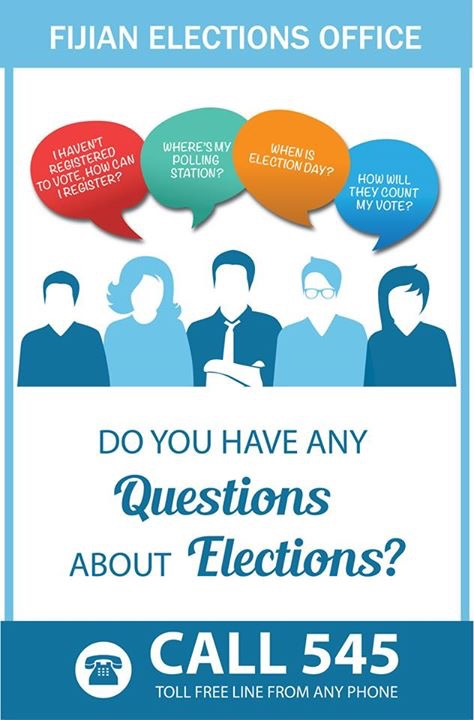 FIJIAN ELECTIONS OFFICE
I HAVEN'T
REGISTERED
TO VOTE, HOW CAN
I REGISTER?
WHERE'S MY
POLLING
STATION?
WHEN IS
ELECTION DAY?
HOW WILL
THEY COUNT
MY VOTE?
DO YOU HAVE ANY
Questions
ABOUT Elections?
CALL 545
TOLL FREE LINE FROM ANY PHONE